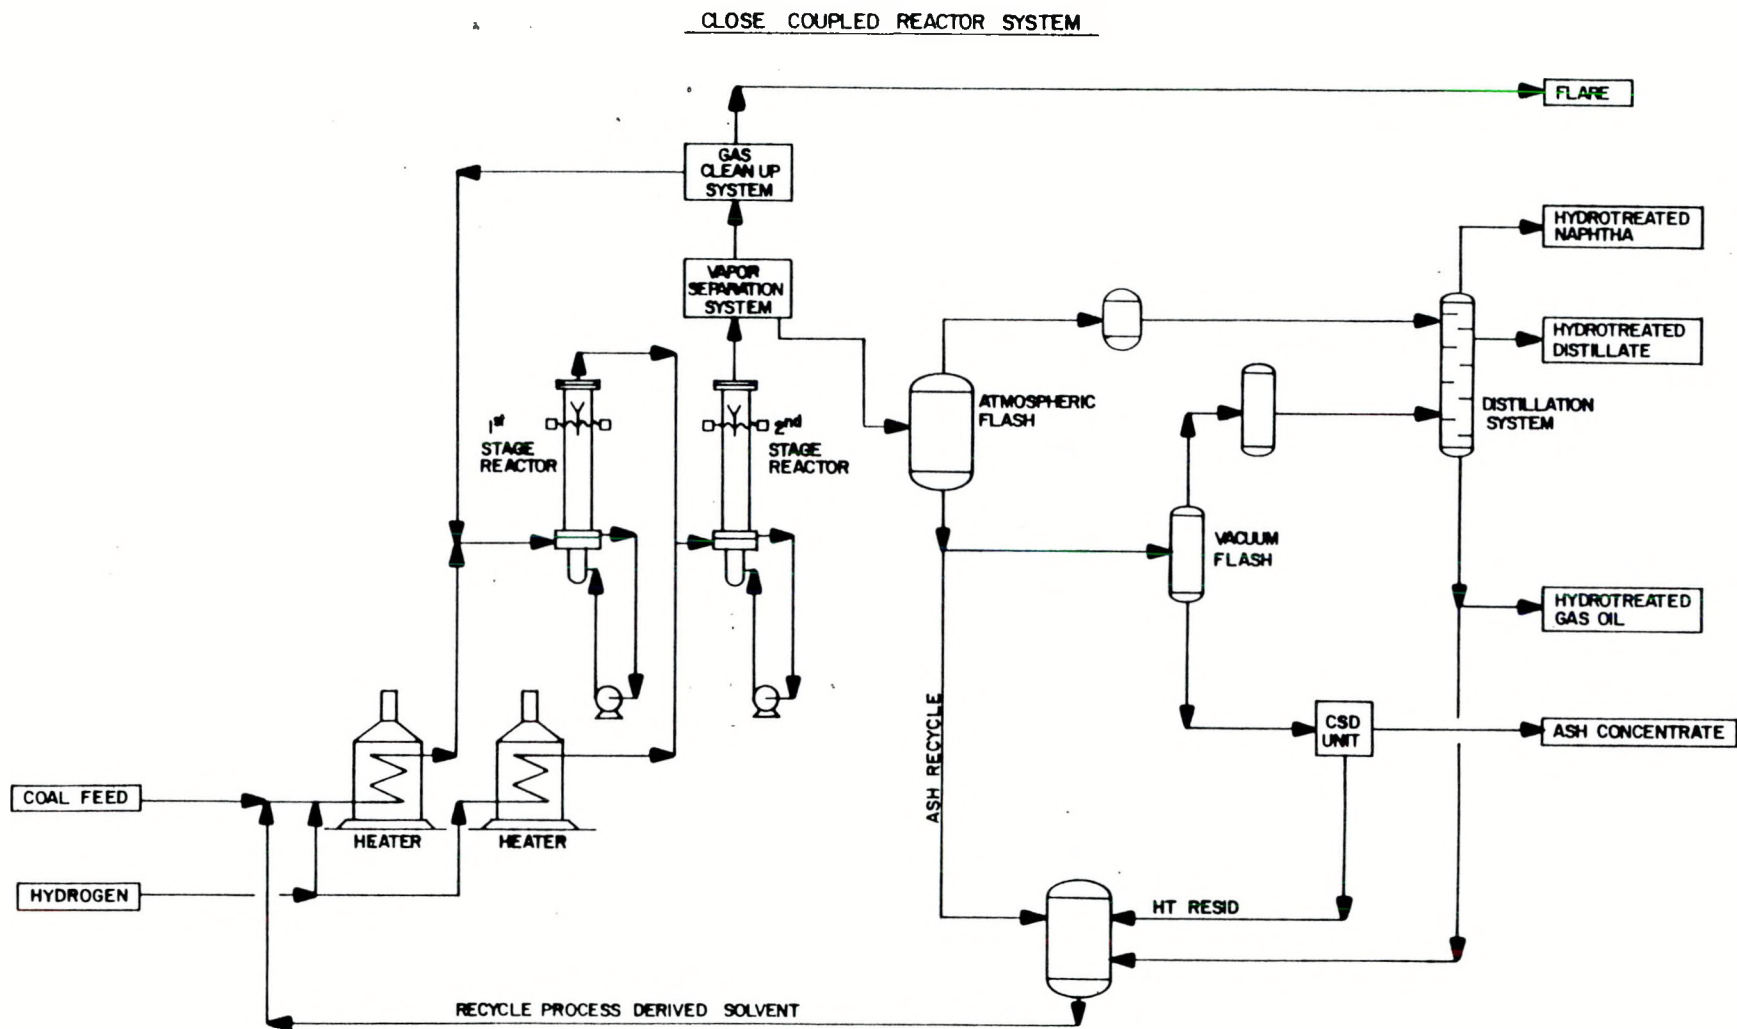 CLOSE COUPLED REACTOR SYSTEM
FLARE
GAS
CLEAN UP
SYSTEM
HYDROTREATED
NAPHTHA
VAPOR
SEPARATION
SYSTEM
HYDROTREATED
DISTILLATE
ATMOSPHERIC
FLASH
DISTILLATION
SYSTEM
1st
STAGE
REACTOR
2nd
STAGE
REACTOR
VACUUM
FLASH
HYDROTREATED
GAS OIL
ASH RECYCLE
CSD
UNIT
ASH CONCENTRATE
COAL FEED
HEATER
HEATER
HYDROGEN
HT RESID
RECYCLE PROCESS DERIVED SOLVENT